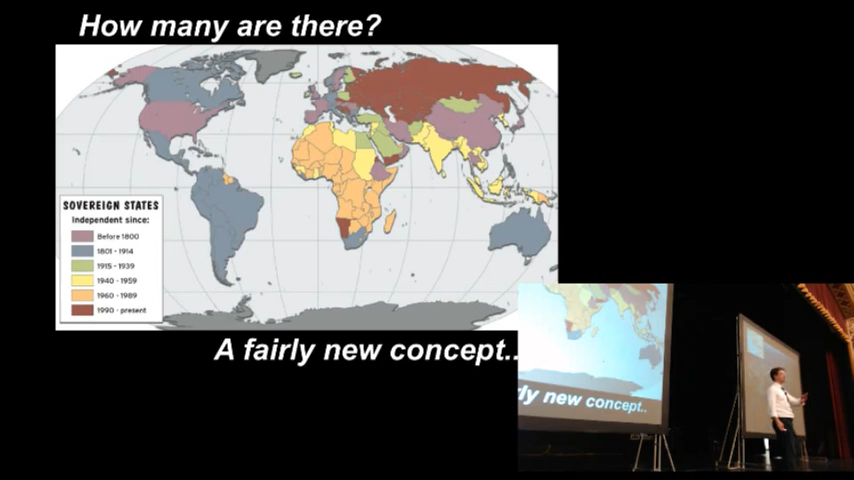 How many are there?
SOVEREIGN STATES
Independent since:
Before 1800
1801 - 1914
1915 - 1939
1940 - 1959
1960 - 1989
1990 - present
A fairly new concept..
rly new concept..